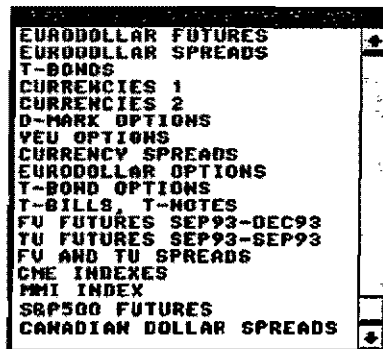 EURODOLLAR FUTURES
EURODOLLAR SPREADS
T-BONDS
CURRENCIES 1
CURRENCIES 2
D-MARK OPTIONS
YEU OPTIONS
CURRENCY SPREADS
EURODOLLAR OPTIONS
T-BOND OPTIONS
T-BILLS, T-NOTES
FV FUTURES SEP93-DEC93
TU FUTURES SEP93-SEP93
FV AND TU SPREADS
CME INDEXES
MMI INDEX
S&P500 FUTURES
CANADIAN DOLLAR SPREADS